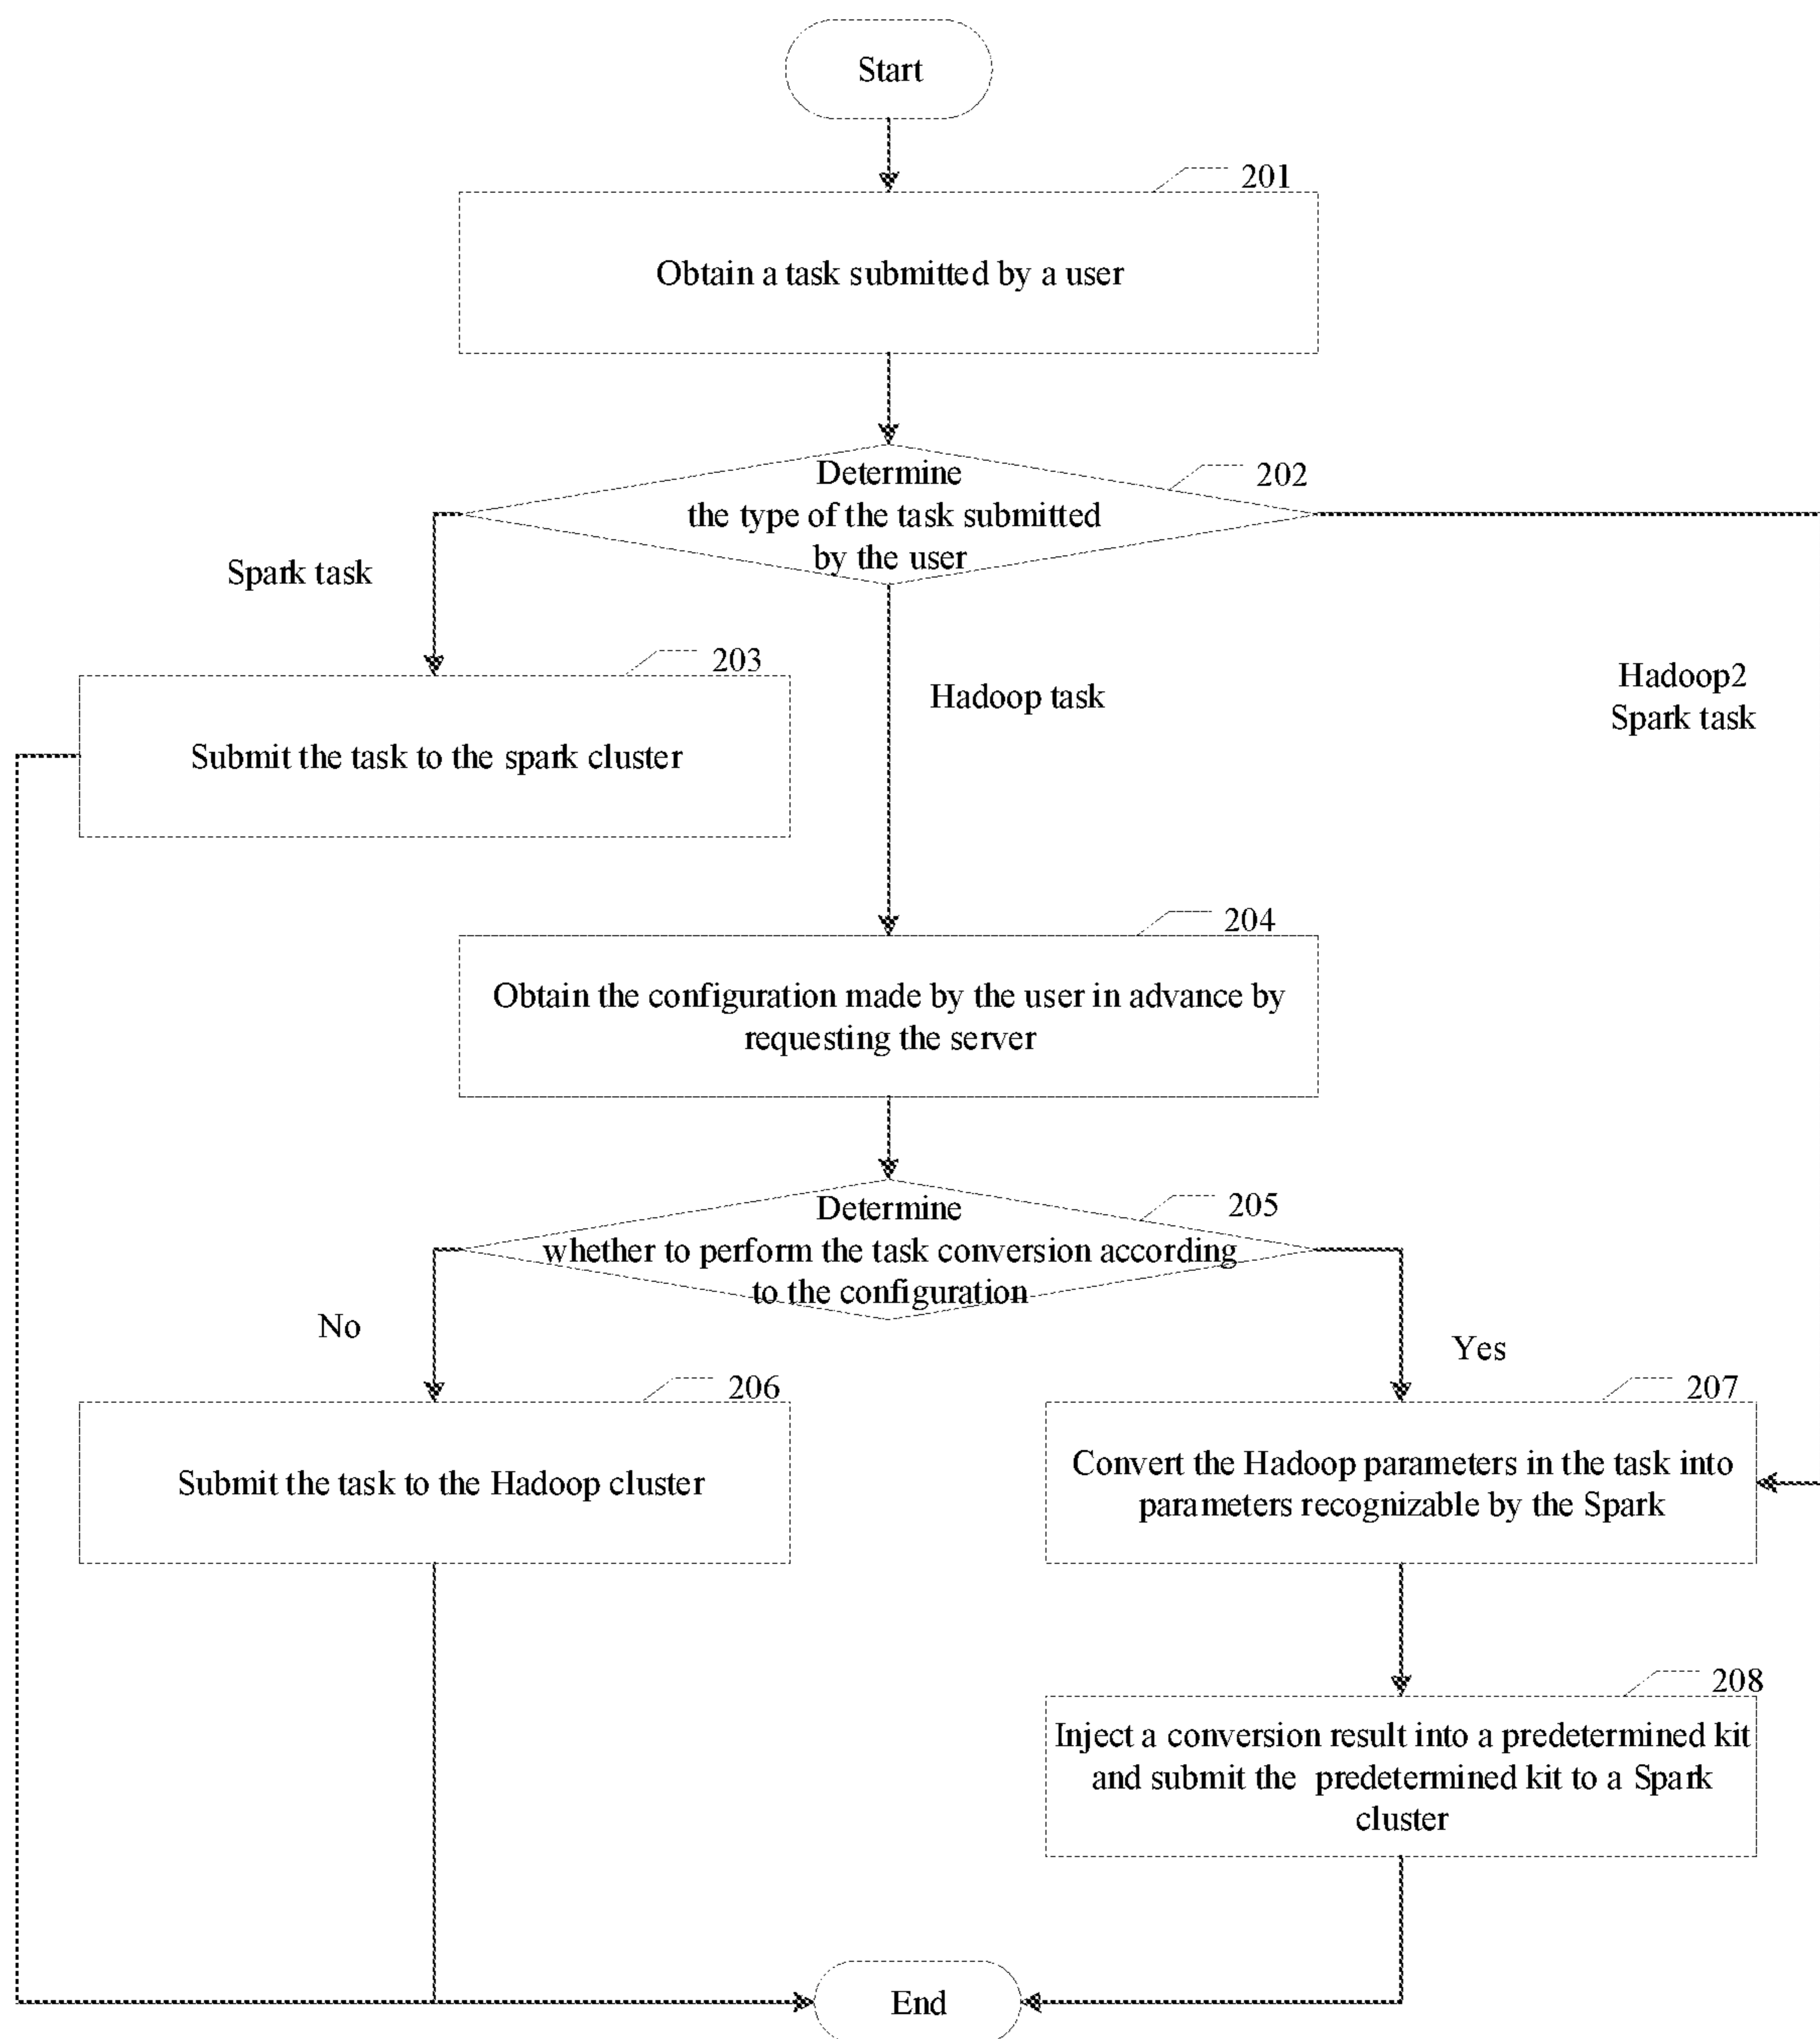 Start
201
Obtain a task submitted by a user
202
Determine
the type of the task submitted
by the user
Spark task
Hadoop task
Hadoop2
Spark task
203
Submit the task to the spark cluster
204
Obtain the configuration made by the user in advance by
requesting the server
205
Determine
whether to perform the task conversion according
to the configuration
No
Yes
206
Submit the task to the Hadoop cluster
207
Convert the Hadoop parameters in the task into
parameters recognizable by the Spark
208
Inject a conversion result into a predetermined kit
and submit the predetermined kit to a Spark
cluster
End